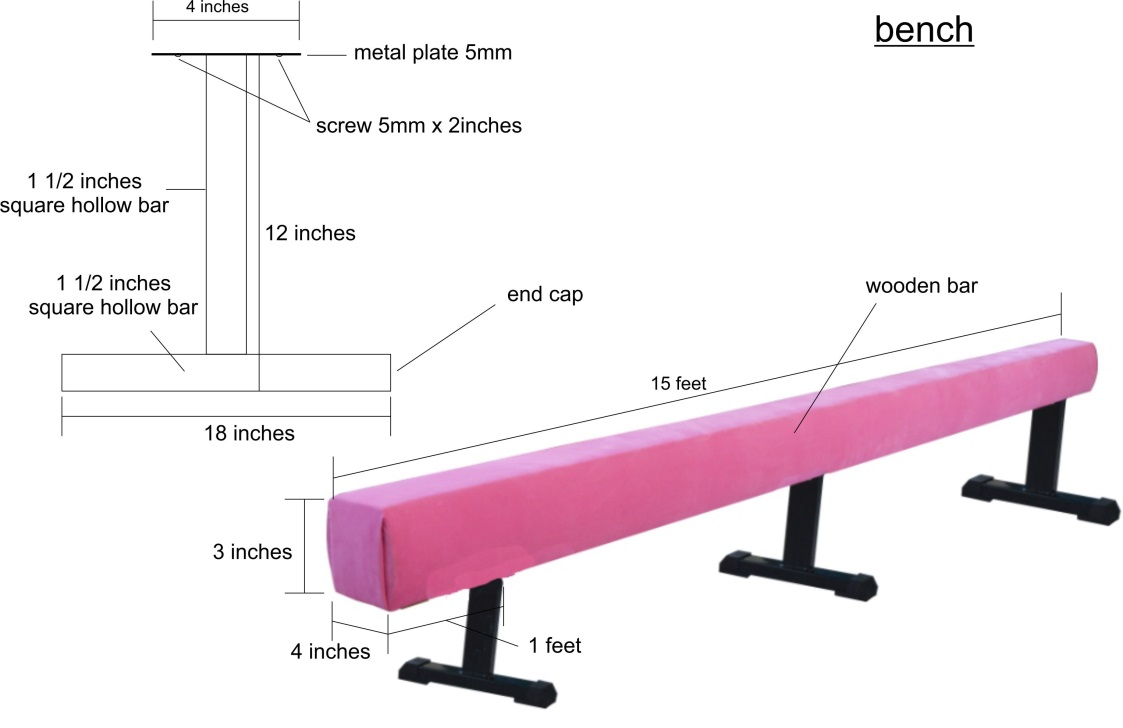 4 inches
bench
metal plate 5mm
screw 5mm x 2inches
1 1/2 inches
square hollow bar
12 inches
1 1/2 inches
square hollow bar
end cap
wooden bar
15 feet
18 inches
3 inches
4 inches
1 feet